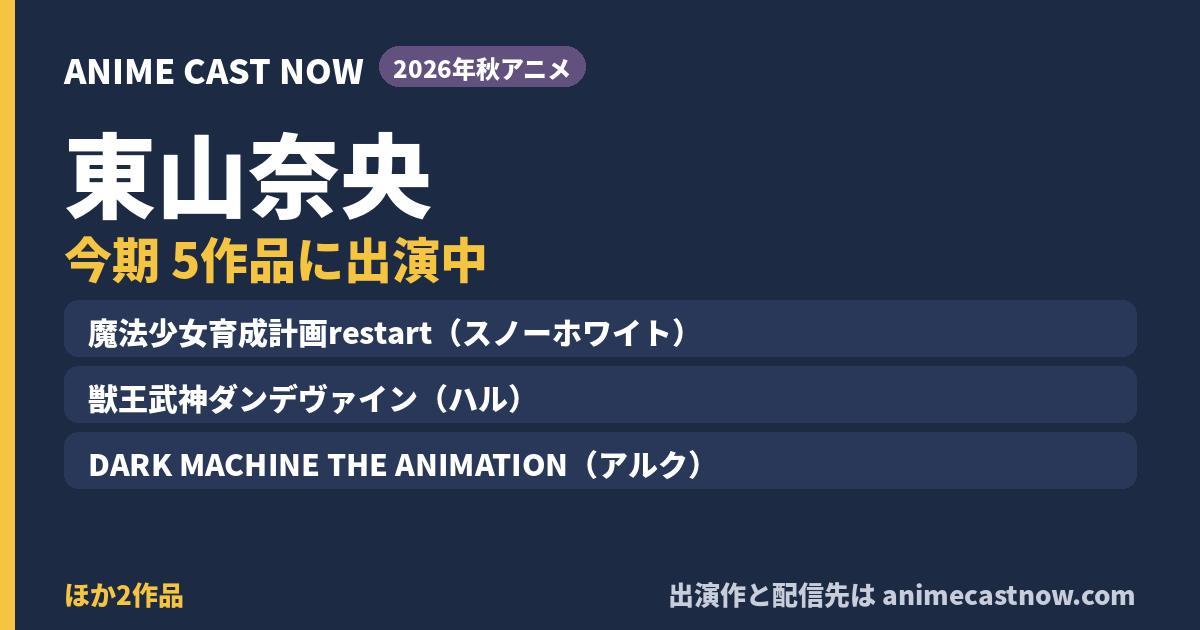 ANIME CAST NOW 2026年秋アニメ
東山奈央
今期 5作品に出演中
魔法少女育成計画restart（スノーホワイト）
獣王武神ダンデヴァイン（ハル）
DARK MACHINE THE ANIMATION（アルク）
ほか2作品 出演作と配信先は animecastnow.com